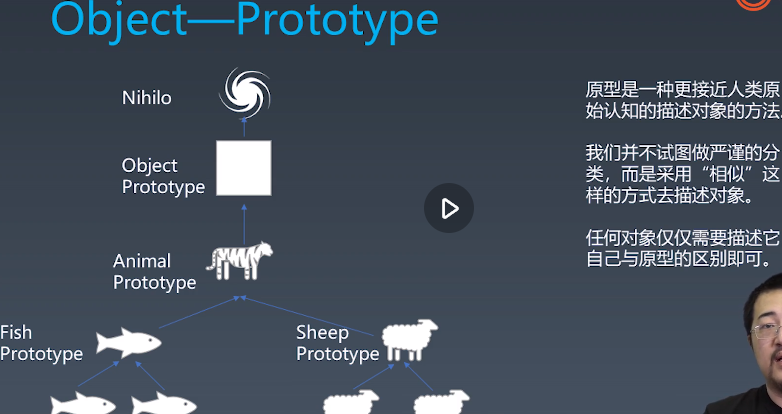 Object—Prototype
Nihilo
Object
Prototype
Animal
Prototype
Fish
Prototype
Sheep
Prototype
原型是一种更接近人类原
始认知的描述对象的方法
我们并不试图做严谨的分
类，而是采用“相似”这
样的方式去描述对象。
任何对象仅仅需要描述它
自己与原型的区别即可。